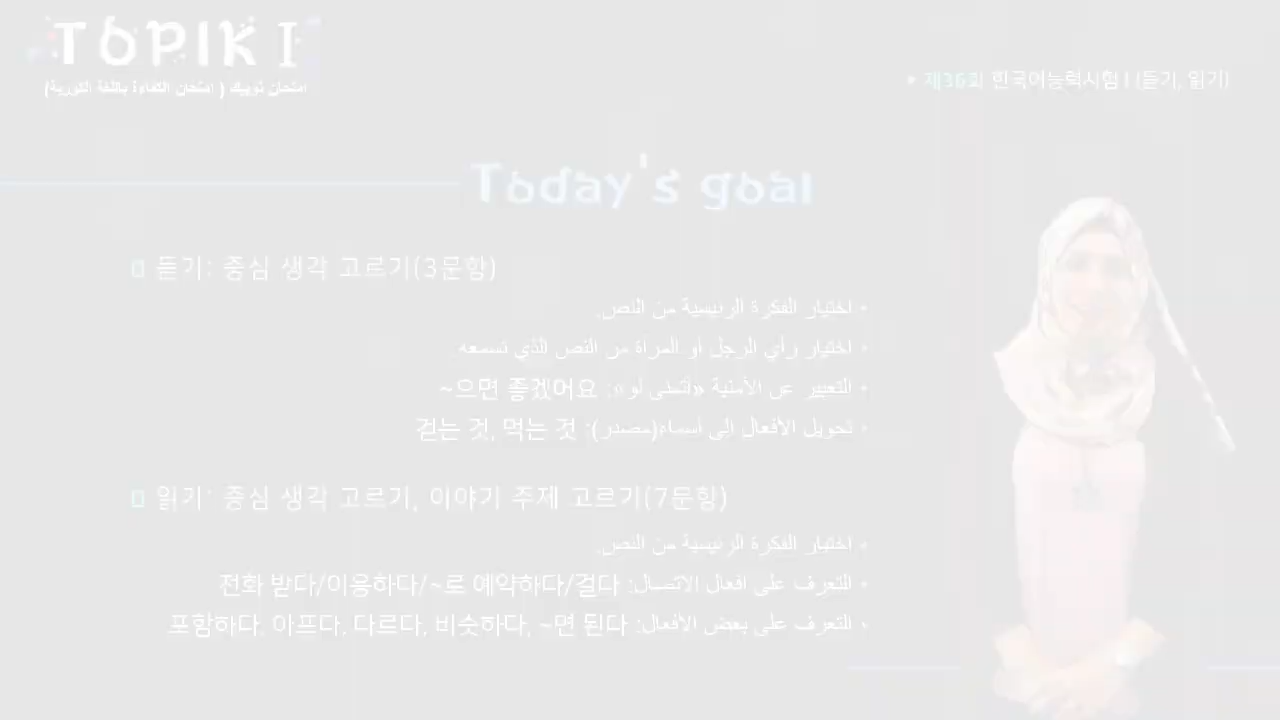 TOPIK I
امتحان توبيك ( امتحان الكفاءة باللغة الكورية)
▸ 제36회 한국어능력시험 I (듣기, 읽기)
Today's goal
듣기: 중심 생각 고르기(3문항)
• اختيار الفكرة الرئيسية من النص.
• اختيار رأي الرجل أو المرأة من النص الذي تسمعه
• التعبير عن الأمنية «أتمنى لو»: ~으면 좋겠어요
• تحويل الأفعال الى أسماء(مصدر): 걷는 것, 먹는 것
읽기: 중심 생각 고르기, 이야기 주제 고르기(7문항)
• اختيار الفكرة الرئيسية من النص.
• التعرف على افعال الاتصال: 전화 받다/이용하다/~로 예약하다/걸다
• التعرف على بعض الأفعال: 포함하다, 아프다, 다르다, 비슷하다, ~면 된다